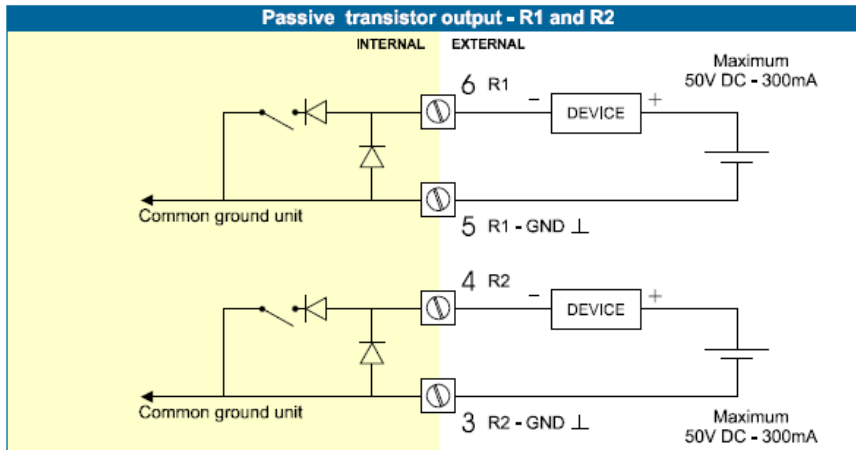 Passive transistor output - R1 and R2
INTERNAL EXTERNAL
Maximum
50V DC - 300mA
6 R1
- DEVICE +
Common ground unit
5 R1 - GND ⊥
4 R2
- DEVICE +
Common ground unit
3 R2 - GND ⊥
Maximum
50V DC - 300mA